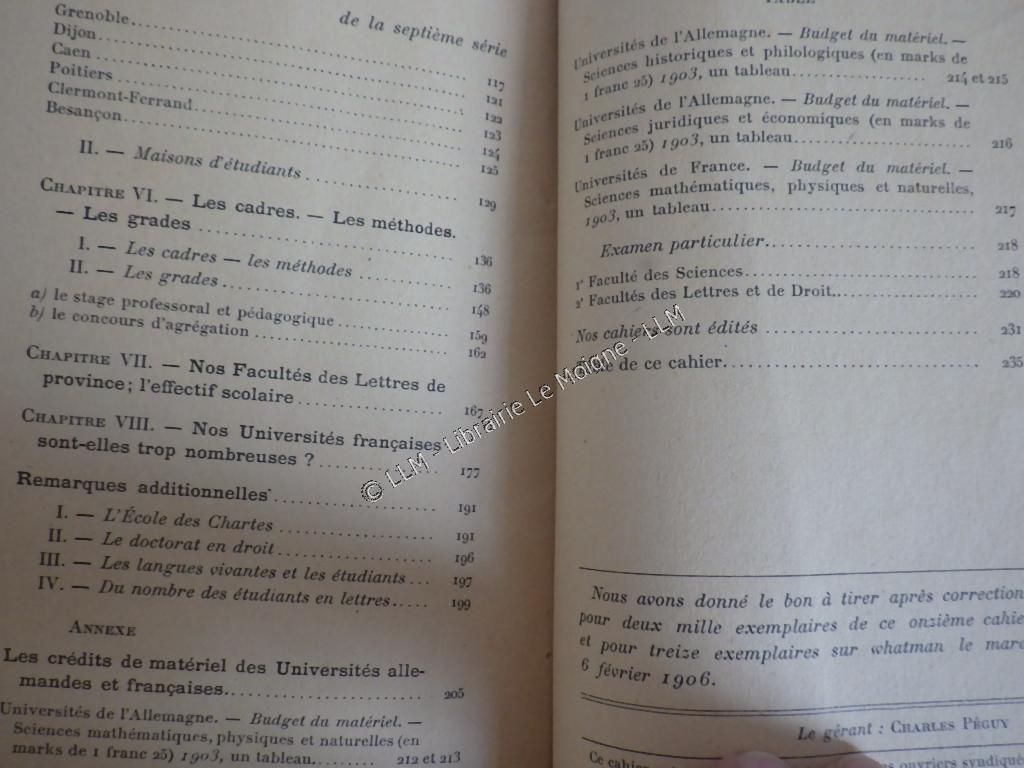 de la septième série
Grenoble............ 117
Dijon............ 121
Caen............ 122
Poitiers............ 123
Clermont-Ferrand............ 124
Besançon............ 125
II. — Maisons d'étudiants............ 129
Chapitre VI. — Les cadres. — Les méthodes.
— Les grades............ 136
I. — Les cadres — les méthodes............ 136
II. — Les grades............ 148
a) le stage professoral et pédagogique............ 159
b) le concours d'agrégation............ 162
Chapitre VII. — Nos Facultés des Lettres de
province; l'effectif scolaire............ 167
Chapitre VIII. — Nos Universités françaises
sont-elles trop nombreuses ?............ 177
Remarques additionnelles............ 191
I. — L'École des Chartes............ 191
II. — Le doctorat en droit............ 196
III. — Les langues vivantes et les étudiants... 197
IV. — Du nombre des étudiants en lettres..... 199
Annexe
Les crédits de matériel des Universités alle-
mandes et françaises............ 205
Universités de l'Allemagne. — Budget du matériel. —
Sciences mathématiques, physiques et naturelles (en
marks de 1 franc 25) 1903, un tableau............ 212 et 213
TABLE
Universités de l'Allemagne. — Budget du matériel. —
Sciences historiques et philologiques (en marks de
1 franc 25) 1903, un tableau............ 214 et 215
Universités de l'Allemagne. — Budget du matériel. —
Sciences juridiques et économiques (en marks de
1 franc 25) 1903, un tableau............ 216
Universités de France. — Budget du matériel. —
Sciences mathématiques, physiques et naturelles,
1903, un tableau............ 217
Examen particulier............ 218
1° Faculté des Sciences............ 218
2° Facultés des Lettres et de Droit............ 220
Nos cahiers sont édités............ 231
de ce cahier............ 235
© LLM - Librairie Le Moigne - LLM
Nous avons donné le bon à tirer après correction
pour deux mille exemplaires de ce onzième cahie
et pour treize exemplaires sur whatman le mard
6 février 1906.
Le gérant : Charles Péguy
Ce cahie ouvriers syndiqué